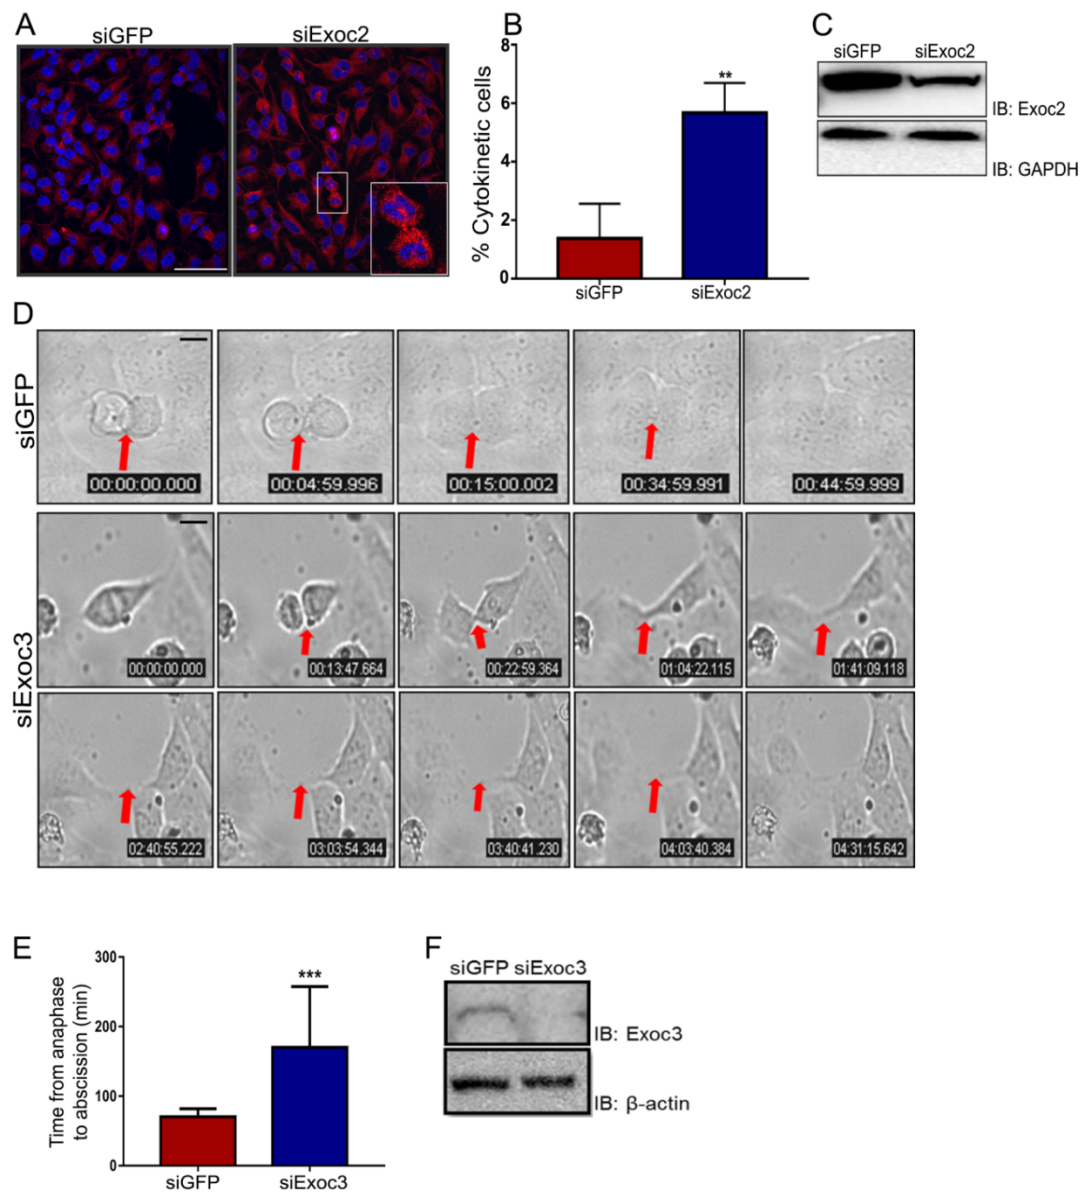 A
siGFP
siExoc2
B
% Cytokinetic cells
8
6
4
2
0
**
siGFP
siExoc2
C
siGFP
siExoc2
IB: Exoc2
IB: GAPDH
D
siGFP
00:00:00.000
00:04:59.996
00:15:00.002
00:34:59.991
00:44:59.999
siExoc3
00:00:00.000
00:13:47.664
00:22:59.364
01:04:22.115
01:41:09.118
02:40:55.222
03:03:54.344
03:40:41.230
04:03:40.384
04:31:15.642
E
Time from anaphase
to abscission (min)
300
200
100
0
***
siGFP
siExoc3
F
siGFP siExoc3
IB: Exoc3
IB: β-actin